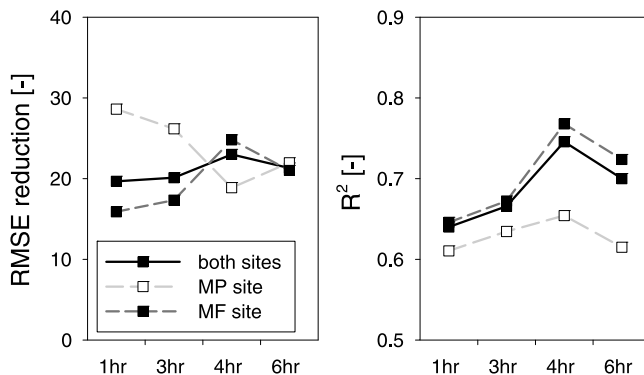 40
30
20
10
0
RMSE reduction [-]
both sites
MP site
MF site
1hr 3hr 4hr 6hr
0.9
0.8
0.7
0.6
0.5
R² [-]
1hr 3hr 4hr 6hr